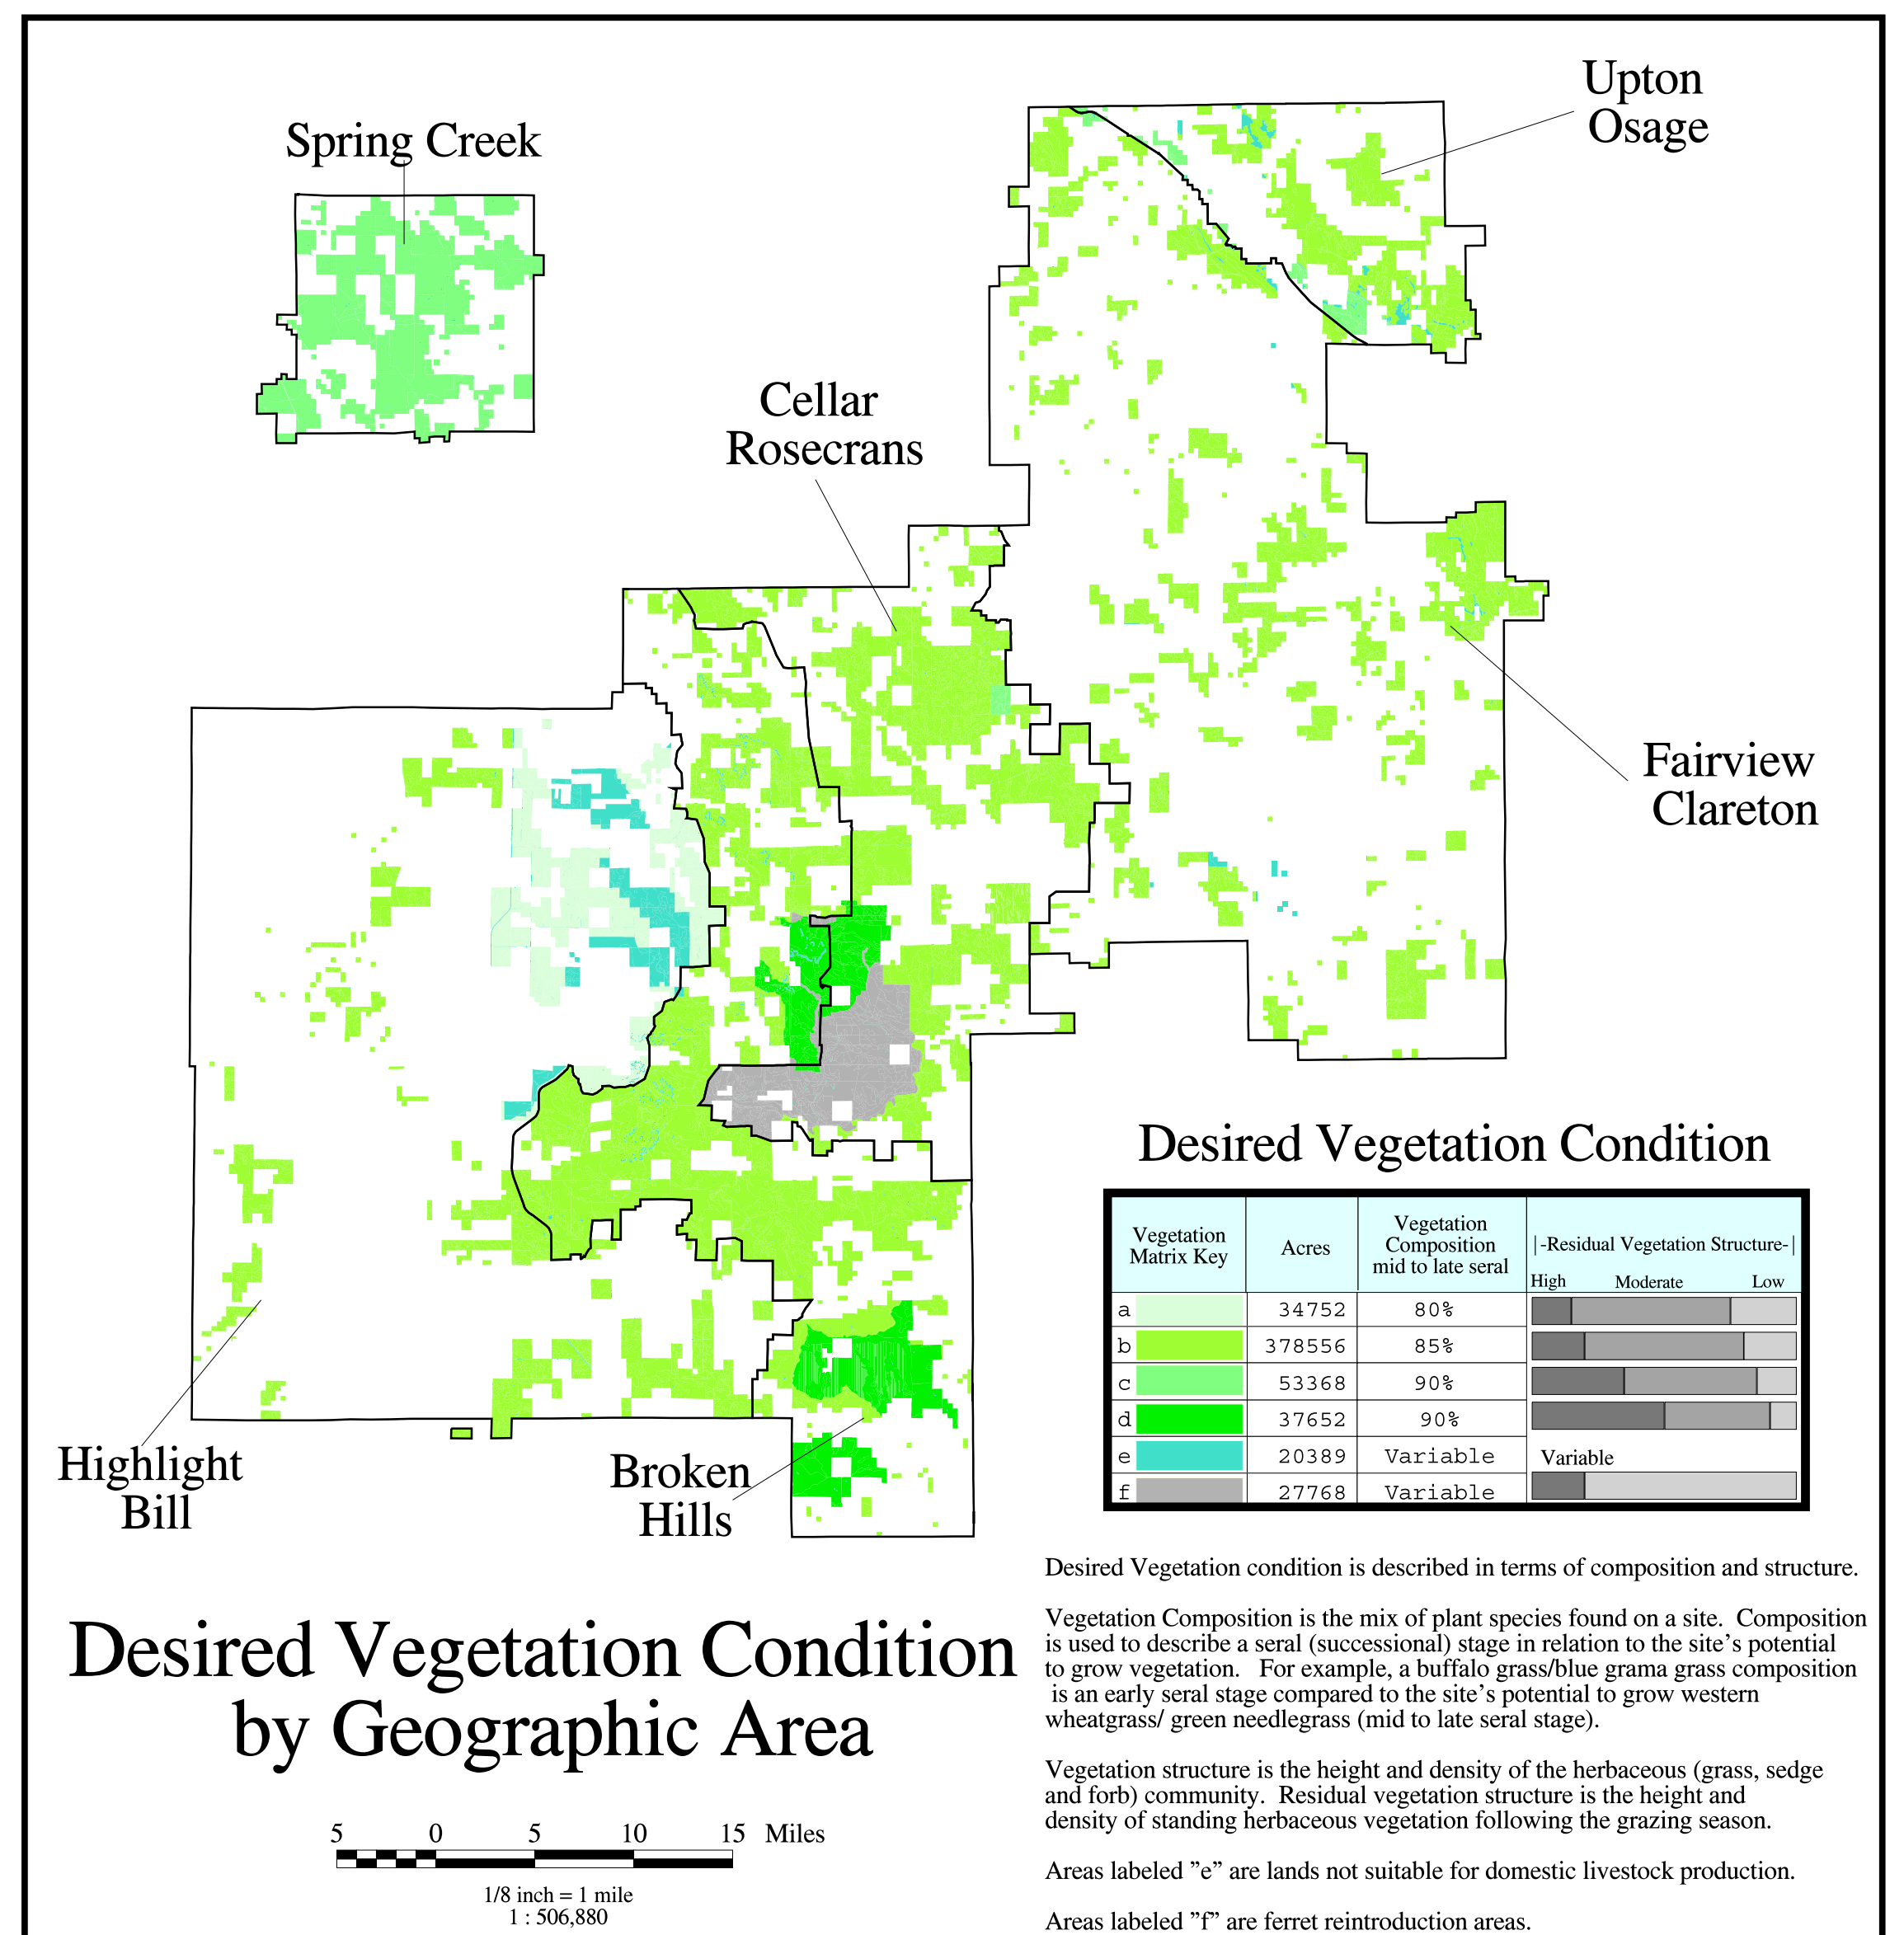 Upton
Osage
Spring Creek
Cellar
Rosecrans
Fairview
Clareton
Highlight
Bill
Broken
Hills
Desired Vegetation Condition
Vegetation
Matrix Key
Acres
Vegetation
Composition
mid to late seral
|-Residual Vegetation Structure-|
High Moderate Low
a 34752 80%
b 378556 85%
c 53368 90%
d 37652 90%
e 20389 Variable Variable
f 27768 Variable
Desired Vegetation Condition
by Geographic Area
5 0 5 10 15 Miles
1/8 inch = 1 mile
1 : 506,880
Desired Vegetation condition is described in terms of composition and structure.
Vegetation Composition is the mix of plant species found on a site. Composition
is used to describe a seral (successional) stage in relation to the site's potential
to grow vegetation. For example, a buffalo grass/blue grama grass composition
is an early seral stage compared to the site's potential to grow western
wheatgrass/ green needlegrass (mid to late seral stage).
Vegetation structure is the height and density of the herbaceous (grass, sedge
and forb) community. Residual vegetation structure is the height and
density of standing herbaceous vegetation following the grazing season.
Areas labeled "e" are lands not suitable for domestic livestock production.
Areas labeled "f" are ferret reintroduction areas.